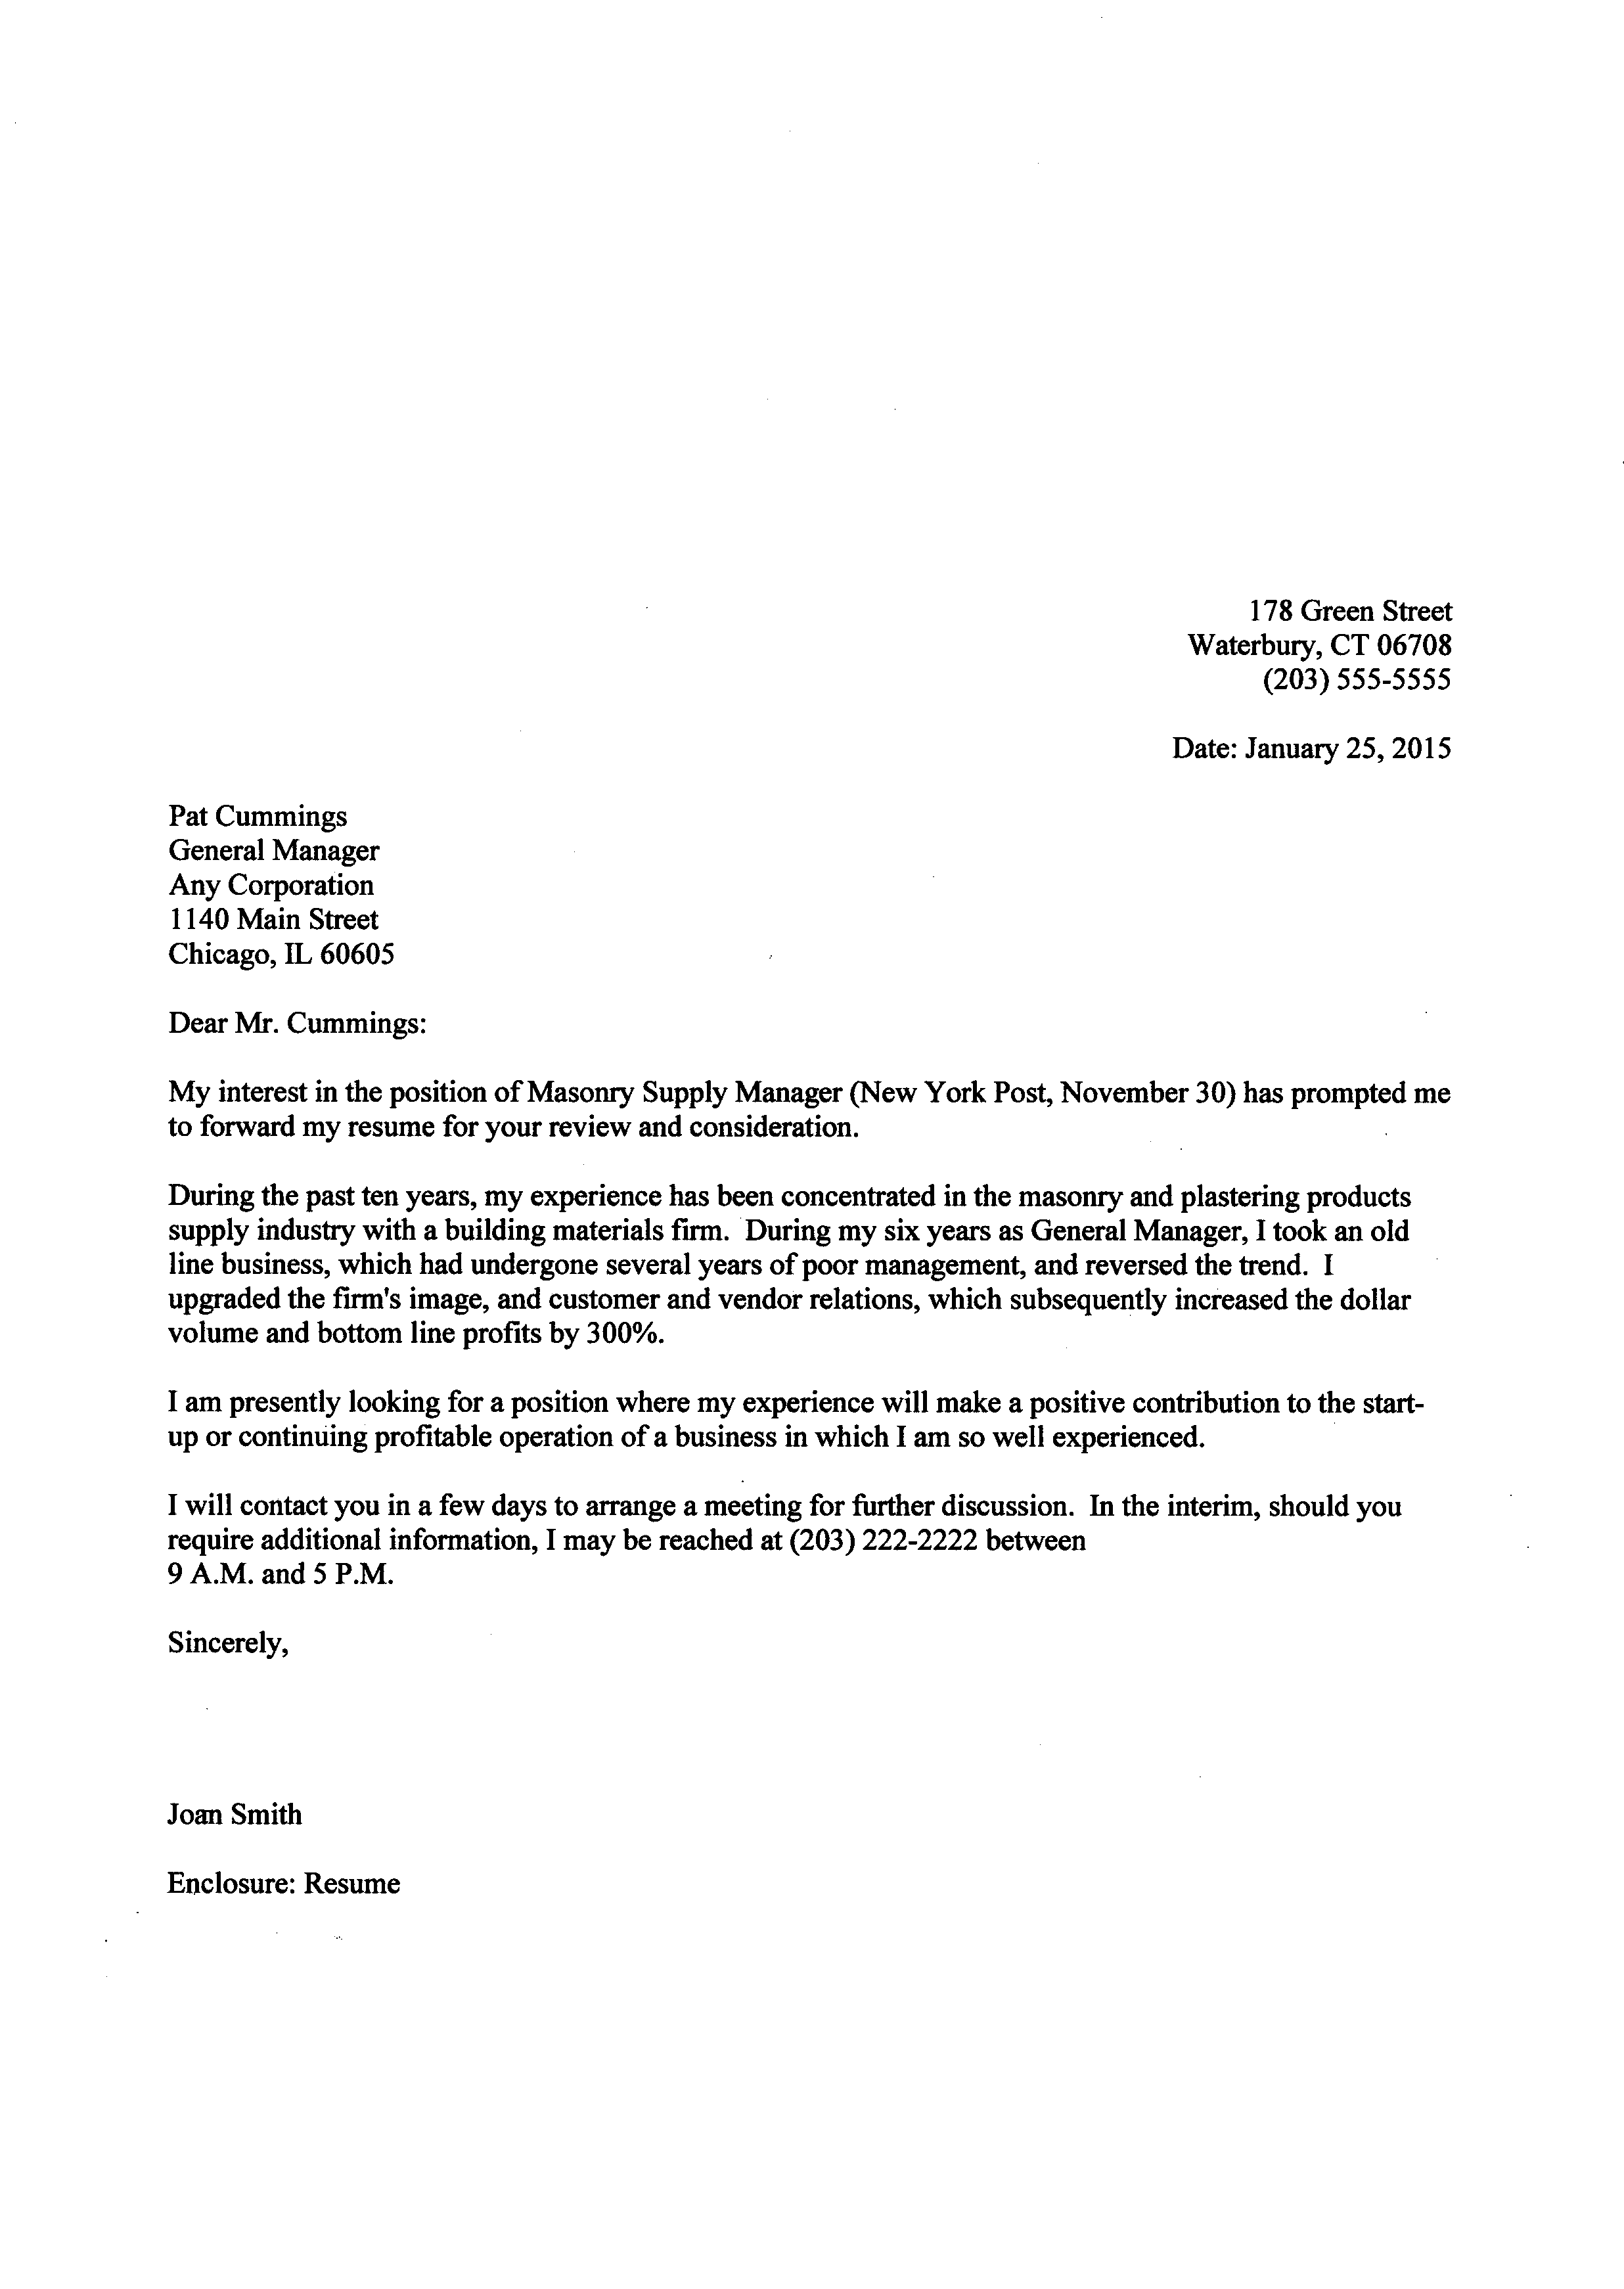 178 Green Street
Waterbury, CT 06708
(203) 555-5555
Date: January 25, 2015
Pat Cummings
General Manager
Any Corporation
1140 Main Street
Chicago, IL 60605
Dear Mr. Cummings:
My interest in the position of Masonry Supply Manager (New York Post, November 30) has prompted me
to forward my resume for your review and consideration.
During the past ten years, my experience has been concentrated in the masonry and plastering products
supply industry with a building materials firm. During my six years as General Manager, I took an old
line business, which had undergone several years of poor management, and reversed the trend. I
upgraded the firm's image, and customer and vendor relations, which subsequently increased the dollar
volume and bottom line profits by 300%.
I am presently looking for a position where my experience will make a positive contribution to the start-
up or continuing profitable operation of a business in which I am so well experienced.
I will contact you in a few days to arrange a meeting for further discussion. In the interim, should you
require additional information, I may be reached at (203) 222-2222 between
9 A.M. and 5 P.M.
Sincerely,
Joan Smith
Enclosure: Resume